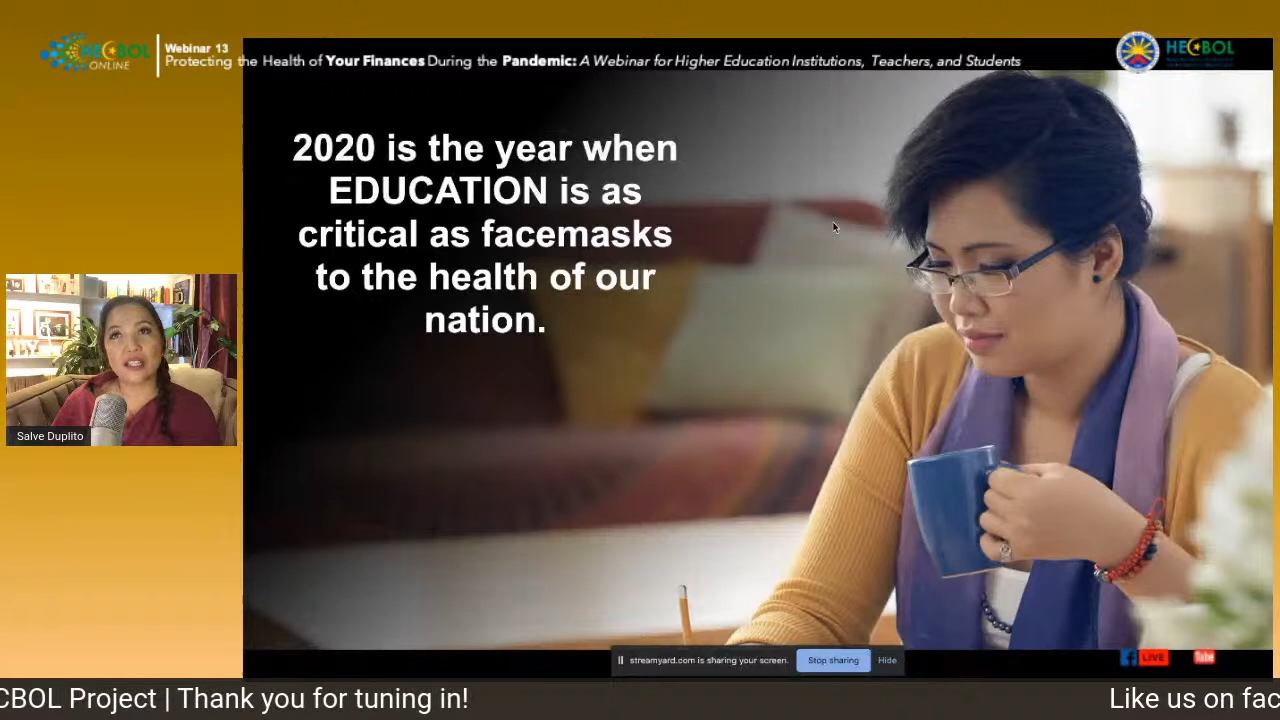 HECBOL
ONLINE
Webinar 13
Protecting the Health of Your Finances During the Pandemic: A Webinar for Higher Education Institutions, Teachers, and Students
HECBOL
2020 is the year when
EDUCATION is as
critical as facemasks
to the health of our
nation.
Salve Duplito
streamyard.com is sharing your screen.
Stop sharing
Hide
LIVE
Tube
CBOL Project | Thank you for tuning in!
Like us on fac